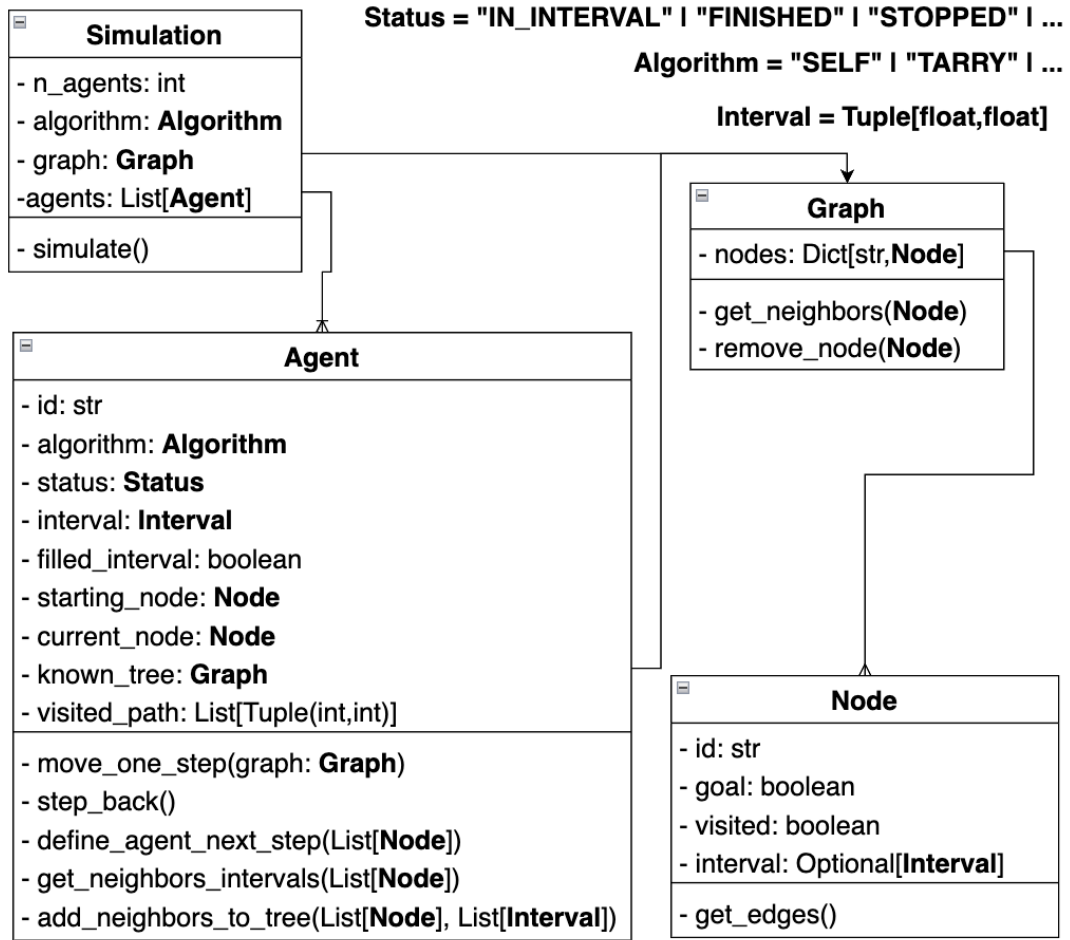 Status = "IN_INTERVAL" | "FINISHED" | "STOPPED" | ...
Algorithm = "SELF" | "TARRY" | ...
Interval = Tuple[float,float]
Simulation
- n_agents: int
- algorithm: Algorithm
- graph: Graph
-agents: List[Agent]
- simulate()
Graph
- nodes: Dict[str,Node]
- get_neighbors(Node)
- remove_node(Node)
Agent
- id: str
- algorithm: Algorithm
- status: Status
- interval: Interval
- filled_interval: boolean
- starting_node: Node
- current_node: Node
- known_tree: Graph
- visited_path: List[Tuple(int,int)]
- move_one_step(graph: Graph)
- step_back()
- define_agent_next_step(List[Node])
- get_neighbors_intervals(List[Node])
- add_neighbors_to_tree(List[Node], List[Interval])
Node
- id: str
- goal: boolean
- visited: boolean
- interval: Optional[Interval]
- get_edges()